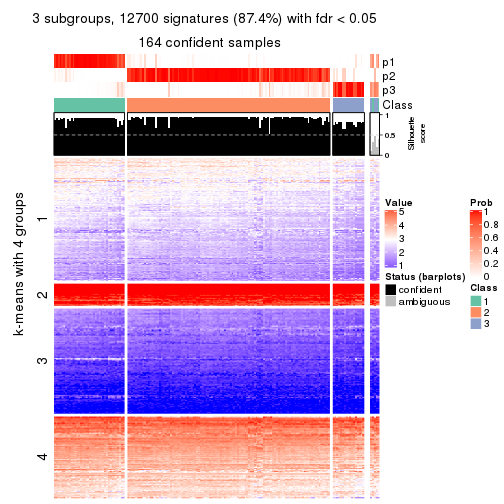 3 subgroups, 12700 signatures (87.4%) with fdr < 0.05
164 confident samples
p1
p2
p3
Class
1
0.5
0
Silhouette
score
k-means with 4 groups
1
2
3
4
Value
5
4
3
2
1
Status (barplots)
confident
ambiguous
Prob
1
0.8
0.6
0.4
0.2
0
Class
1
2
3